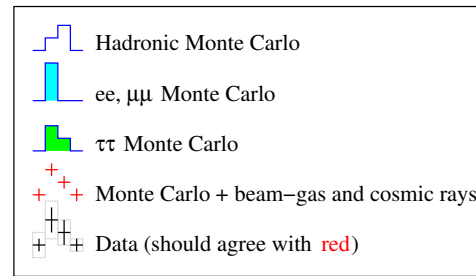 Hadronic Monte Carlo
ee, μμ Monte Carlo
ττ Monte Carlo
Monte Carlo + beam−gas and cosmic rays
Data (should agree with red)